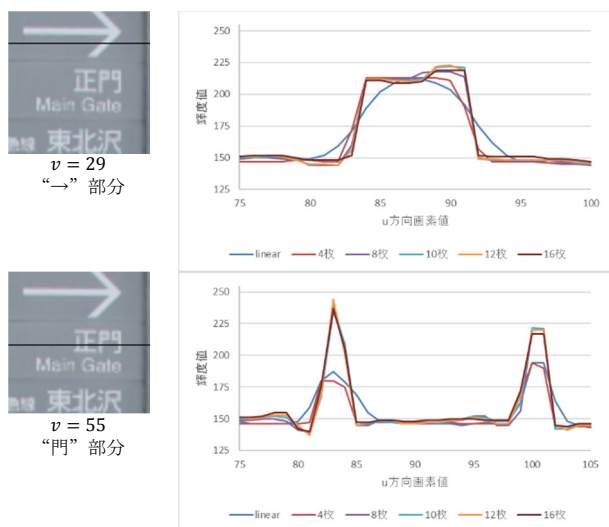 正門
Main Gate
急線 東北沢
v = 29
"→" 部分
輝度値
250
225
200
175
150
125
75 80 85 90 95 100
u方向画素値
linear 4枚 8枚 10枚 12枚 16枚
正門
Main Gate
急線 東北沢
v = 55
"門" 部分
輝度値
250
225
200
175
150
125
75 80 85 90 95 100 105
u方向画素値
linear 4枚 8枚 10枚 12枚 16枚